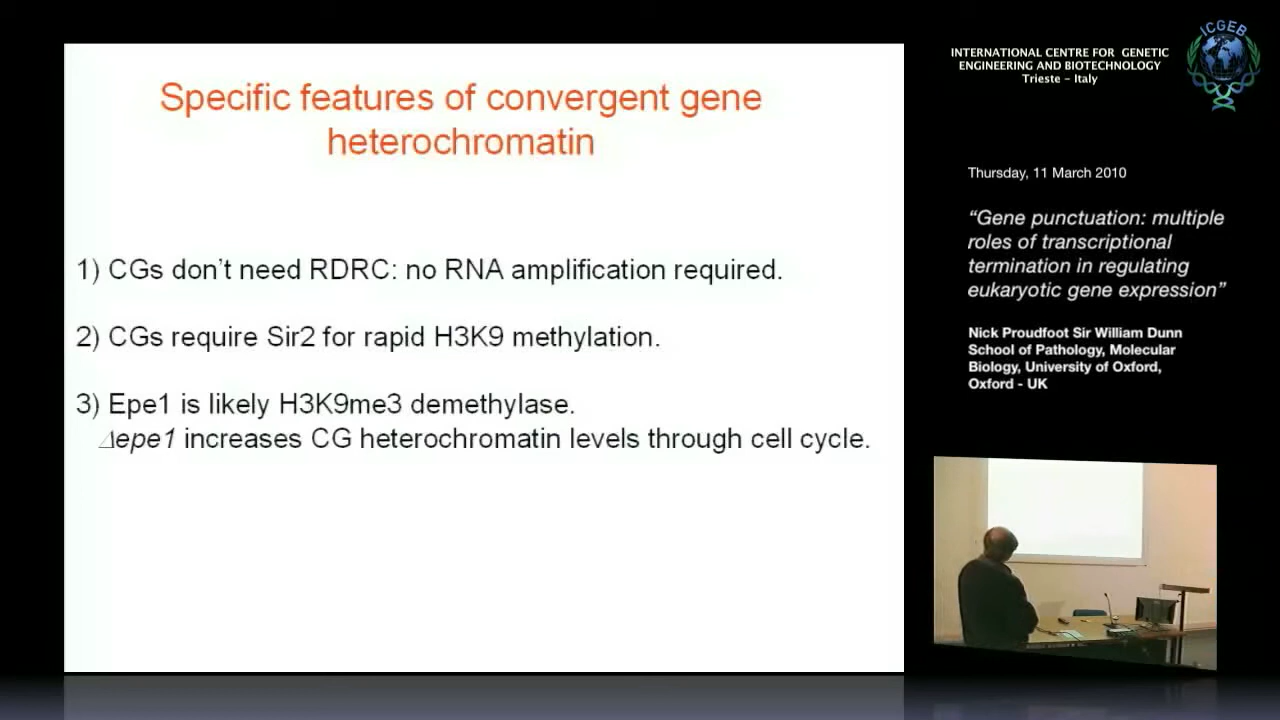 Specific features of convergent gene
heterochromatin
1) CGs don't need RDRC: no RNA amplification required.
2) CGs require Sir2 for rapid H3K9 methylation.
3) Epe1 is likely H3K9me3 demethylase.
Δepe1 increases CG heterochromatin levels through cell cycle.
INTERNATIONAL CENTRE FOR GENETIC
ENGINEERING AND BIOTECHNOLOGY
Trieste - Italy
ICGEB
Thursday, 11 March 2010
“Gene punctuation: multiple
roles of transcriptional
termination in regulating
eukaryotic gene expression”
Nick Proudfoot Sir William Dunn
School of Pathology, Molecular
Biology, University of Oxford,
Oxford - UK